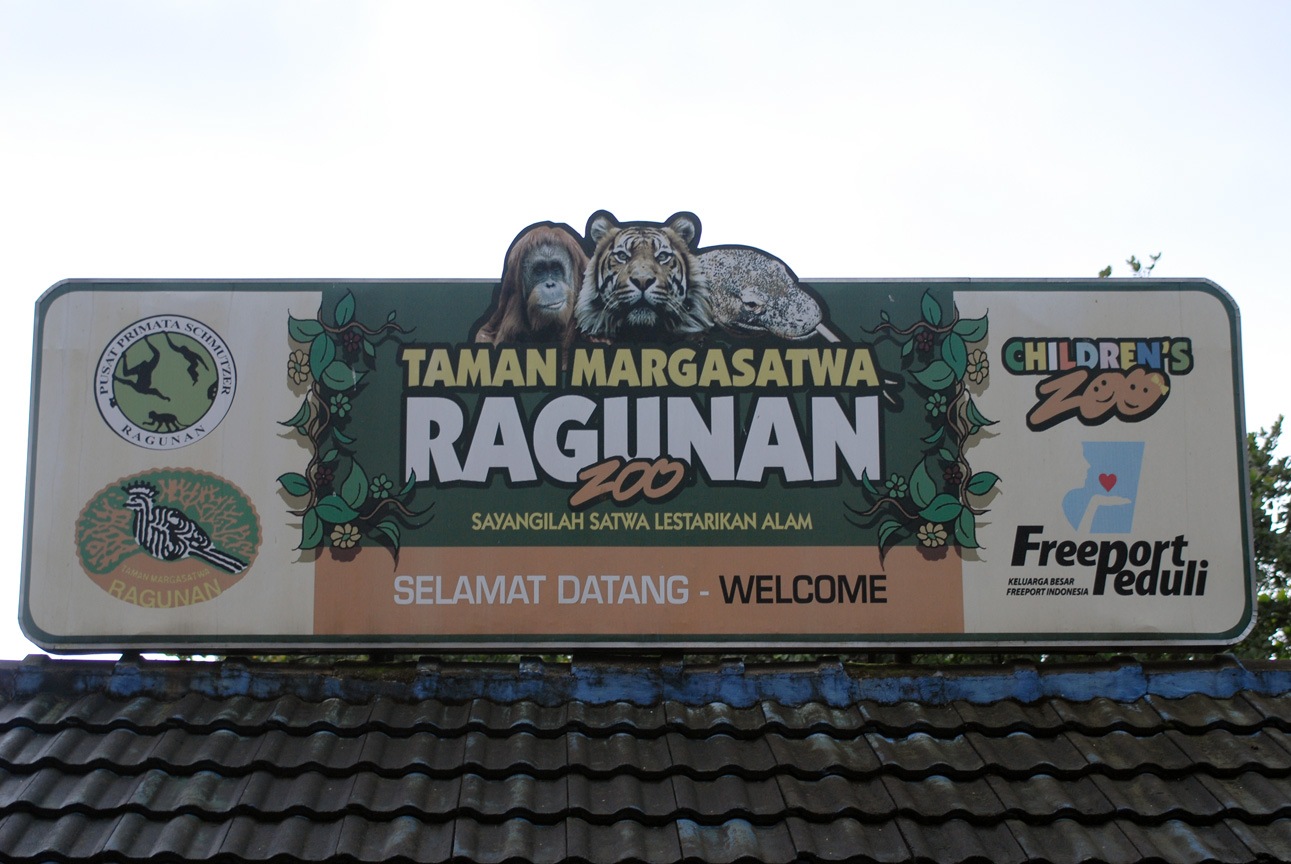 PUSAT PRIMATA SCHMUTZER
RAGUNAN
TAMAN MARGASATWA
RAGUNAN
TAMAN MARGASATWA
RAGUNAN
ZOO
SAYANGILAH SATWA LESTARIKAN ALAM
SELAMAT DATANG - WELCOME
CHILDREN'S
ZOO
Freeport
Peduli
KELUARGA BESAR
FREEPORT INDONESIA